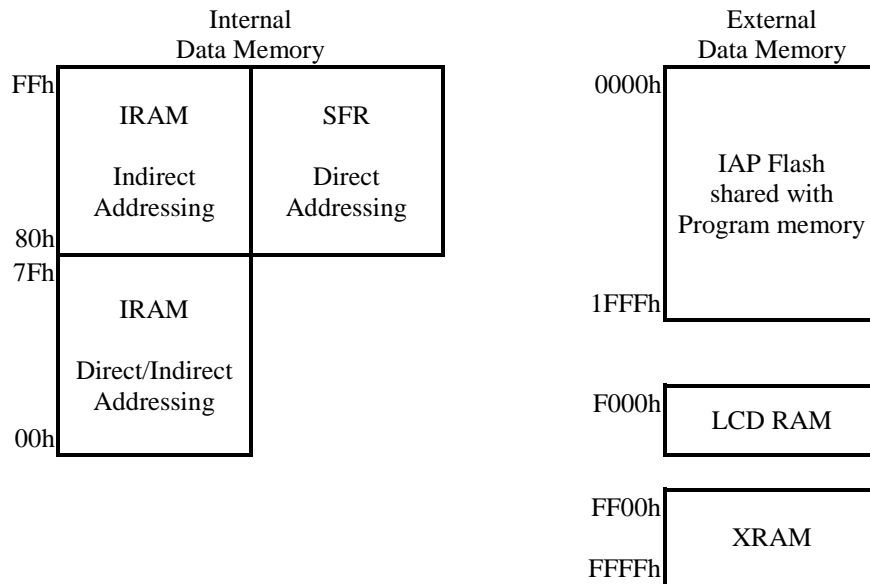 Internal
Data Memory
FFh
IRAM
Indirect
Addressing
80h
SFR
Direct
Addressing
7Fh
IRAM
Direct/Indirect
Addressing
00h
External
Data Memory
0000h
IAP Flash
shared with
Program memory
1FFFh
F000h
LCD RAM
FF00h
XRAM
FFFFh